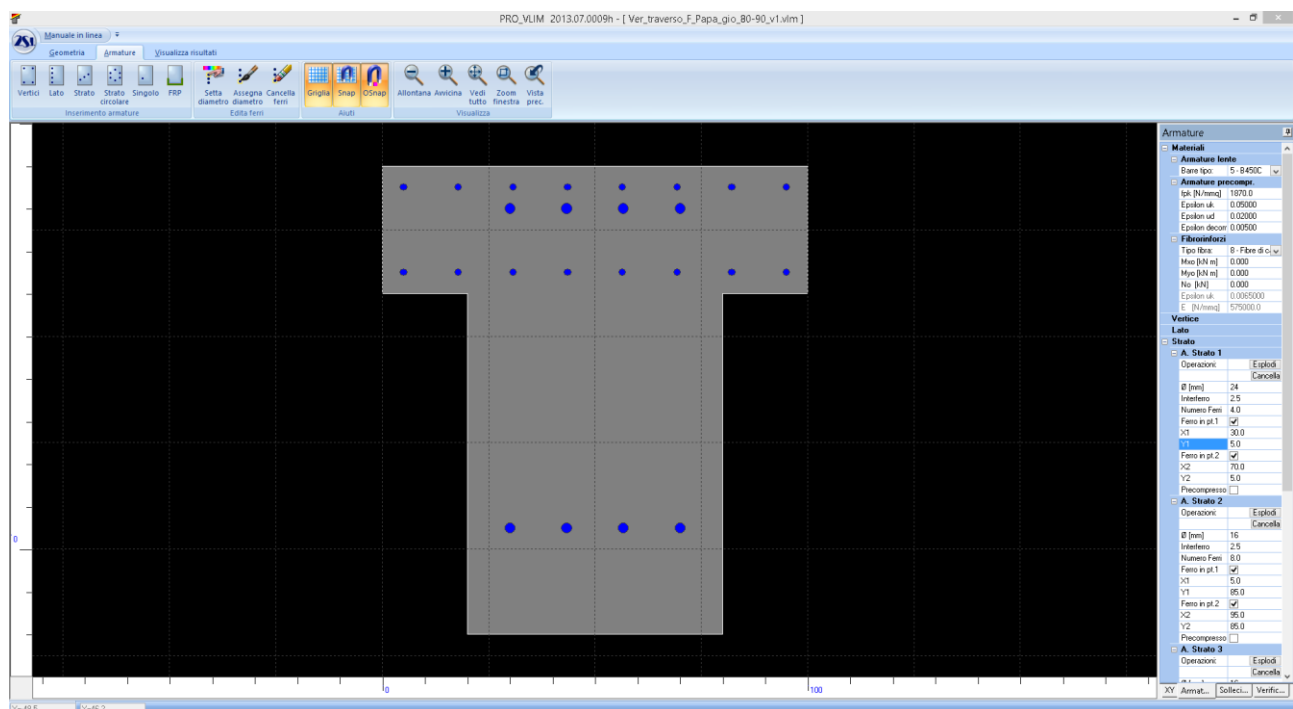 PRO_VLIM 2013.07.0009h - [ Ver_traverso_F_Papa_gio_80-90_v1.vlm ]
2SI Manuale in linea
Geometria Armature Visualizza risultati
Vertici Lato Strato Strato circolare Singolo FRP
Setta diametro Assegna diametro Cancella ferri
Griglia Snap OSnap
Allontana Avvicina Vedi tutto Zoom finestra Vista prec.
Inserimento armature Edita ferri Aiuti Visualizza
Armature
Materiali
Armature lente
Barre tipo: 5 - B450C
Armature precompr.
fpk [N/mmq] 1870.0
Epsilon uk 0.05000
Epsilon ud 0.02000
Epsilon decom 0.00500
Fibrorinforzi
Tipo fibra: 8 - Fibre di c
Mxo [kN m] 0.000
Myo [kN m] 0.000
No [kN] 0.000
Epsilon uk 0.0065000
E [N/mmq] 575000.0
Vertice
Lato
Strato
A. Strato 1
Operazioni: Esplodi
Cancella
Ø [mm] 24
Interferro 2.5
Numero Ferri 4.0
Ferro in pt.1
X1 30.0
Y1 5.0
Ferro in pt.2
X2 70.0
Y2 5.0
Precompresso
A. Strato 2
Operazioni: Esplodi
Cancella
Ø [mm] 16
Interferro 2.5
Numero Ferri 8.0
Ferro in pt.1
X1 5.0
Y1 85.0
Ferro in pt.2
X2 95.0
Y2 85.0
Precompresso
A. Strato 3
Operazioni: Esplodi
Cancella
XY Armat... Solleci... Verific...
0
0
100